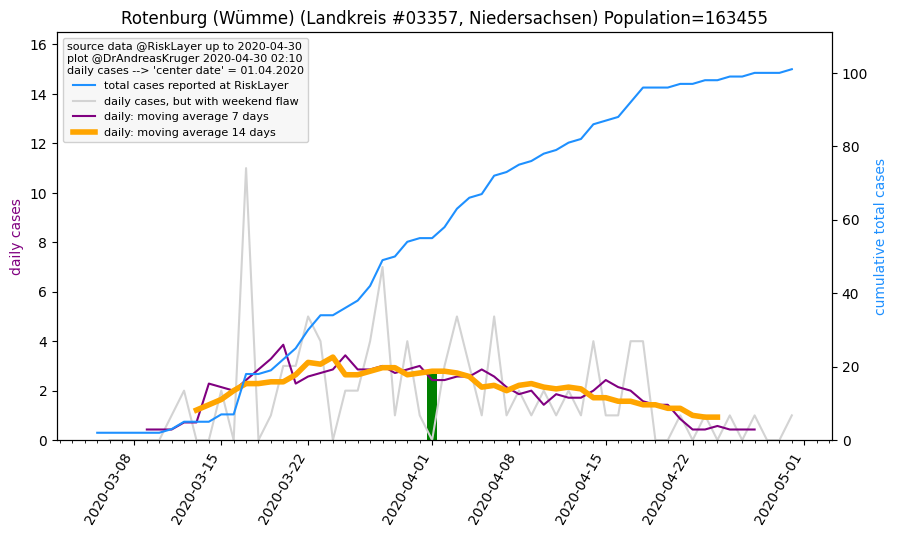 Rotenburg (Wümme) (Landkreis #03357, Niedersachsen) Population=163455
source data @RiskLayer up to 2020-04-30
plot @DrAndreasKruger 2020-04-30 02:10
daily cases --> 'center date' = 01.04.2020
total cases reported at RiskLayer
daily cases, but with weekend flaw
daily: moving average 7 days
daily: moving average 14 days
daily cases
16
14
12
10
8
6
4
2
0
cumulative total cases
100
80
60
40
20
0
2020-03-08
2020-03-15
2020-03-22
2020-04-01
2020-04-08
2020-04-15
2020-04-22
2020-05-01